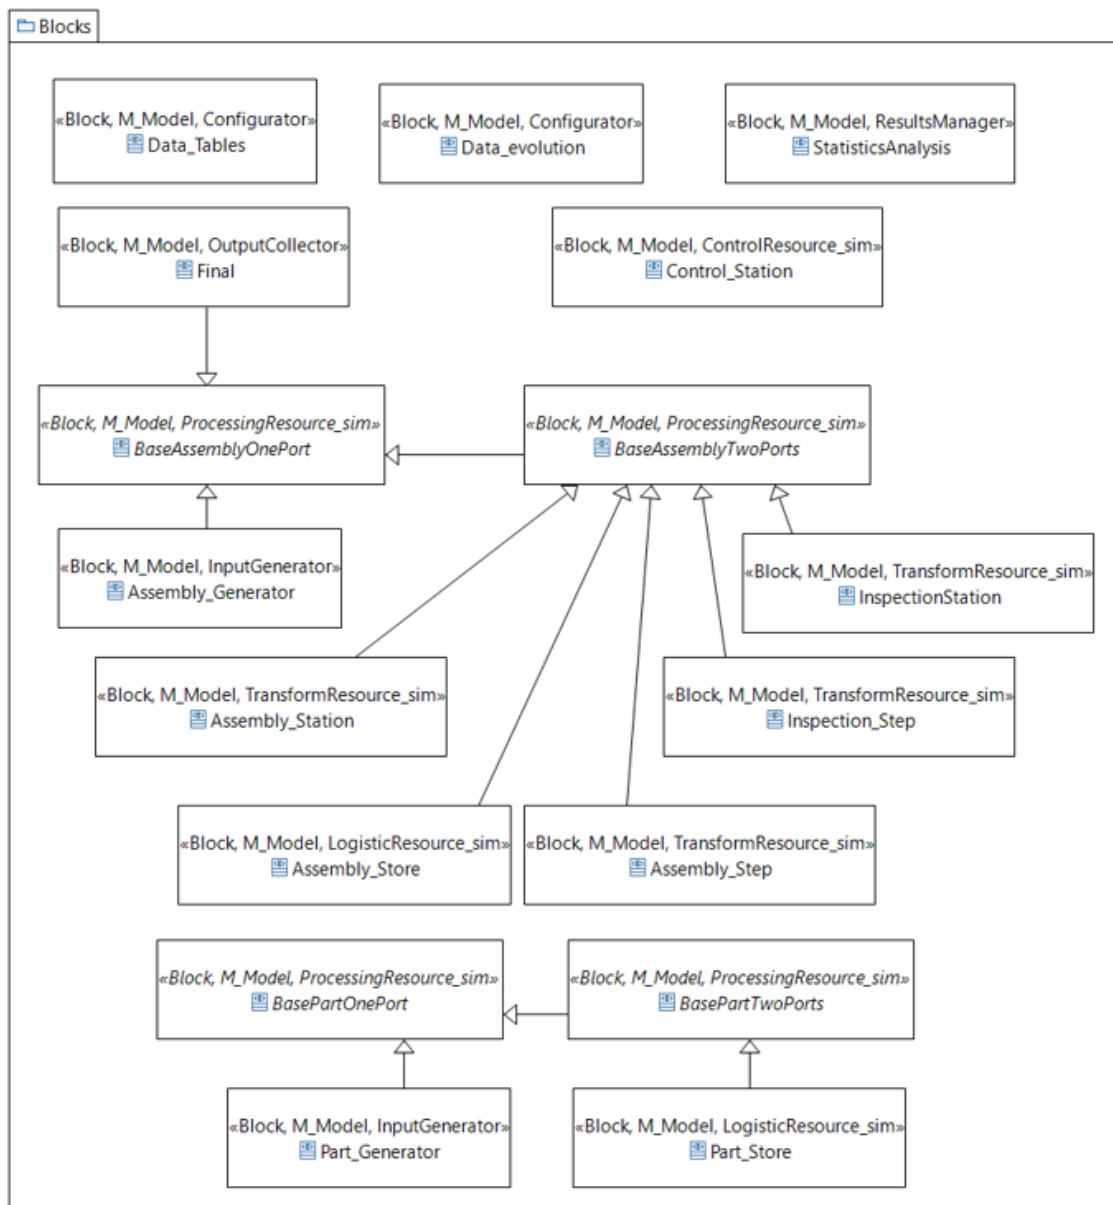 Blocks
«Block, M_Model, Configurator»
Data_Tables
«Block, M_Model, Configurator»
Data_evolution
«Block, M_Model, ResultsManager»
StatisticsAnalysis
«Block, M_Model, OutputCollector»
Final
«Block, M_Model, ControlResource_sim»
Control_Station
«Block, M_Model, ProcessingResource_sim»
BaseAssemblyOnePort
«Block, M_Model, ProcessingResource_sim»
BaseAssemblyTwoPorts
«Block, M_Model, InputGenerator»
Assembly_Generator
«Block, M_Model, TransformResource_sim»
InspectionStation
«Block, M_Model, TransformResource_sim»
Assembly_Station
«Block, M_Model, TransformResource_sim»
Inspection_Step
«Block, M_Model, LogisticResource_sim»
Assembly_Store
«Block, M_Model, TransformResource_sim»
Assembly_Step
«Block, M_Model, ProcessingResource_sim»
BasePartOnePort
«Block, M_Model, ProcessingResource_sim»
BasePartTwoPorts
«Block, M_Model, InputGenerator»
Part_Generator
«Block, M_Model, LogisticResource_sim»
Part_Store